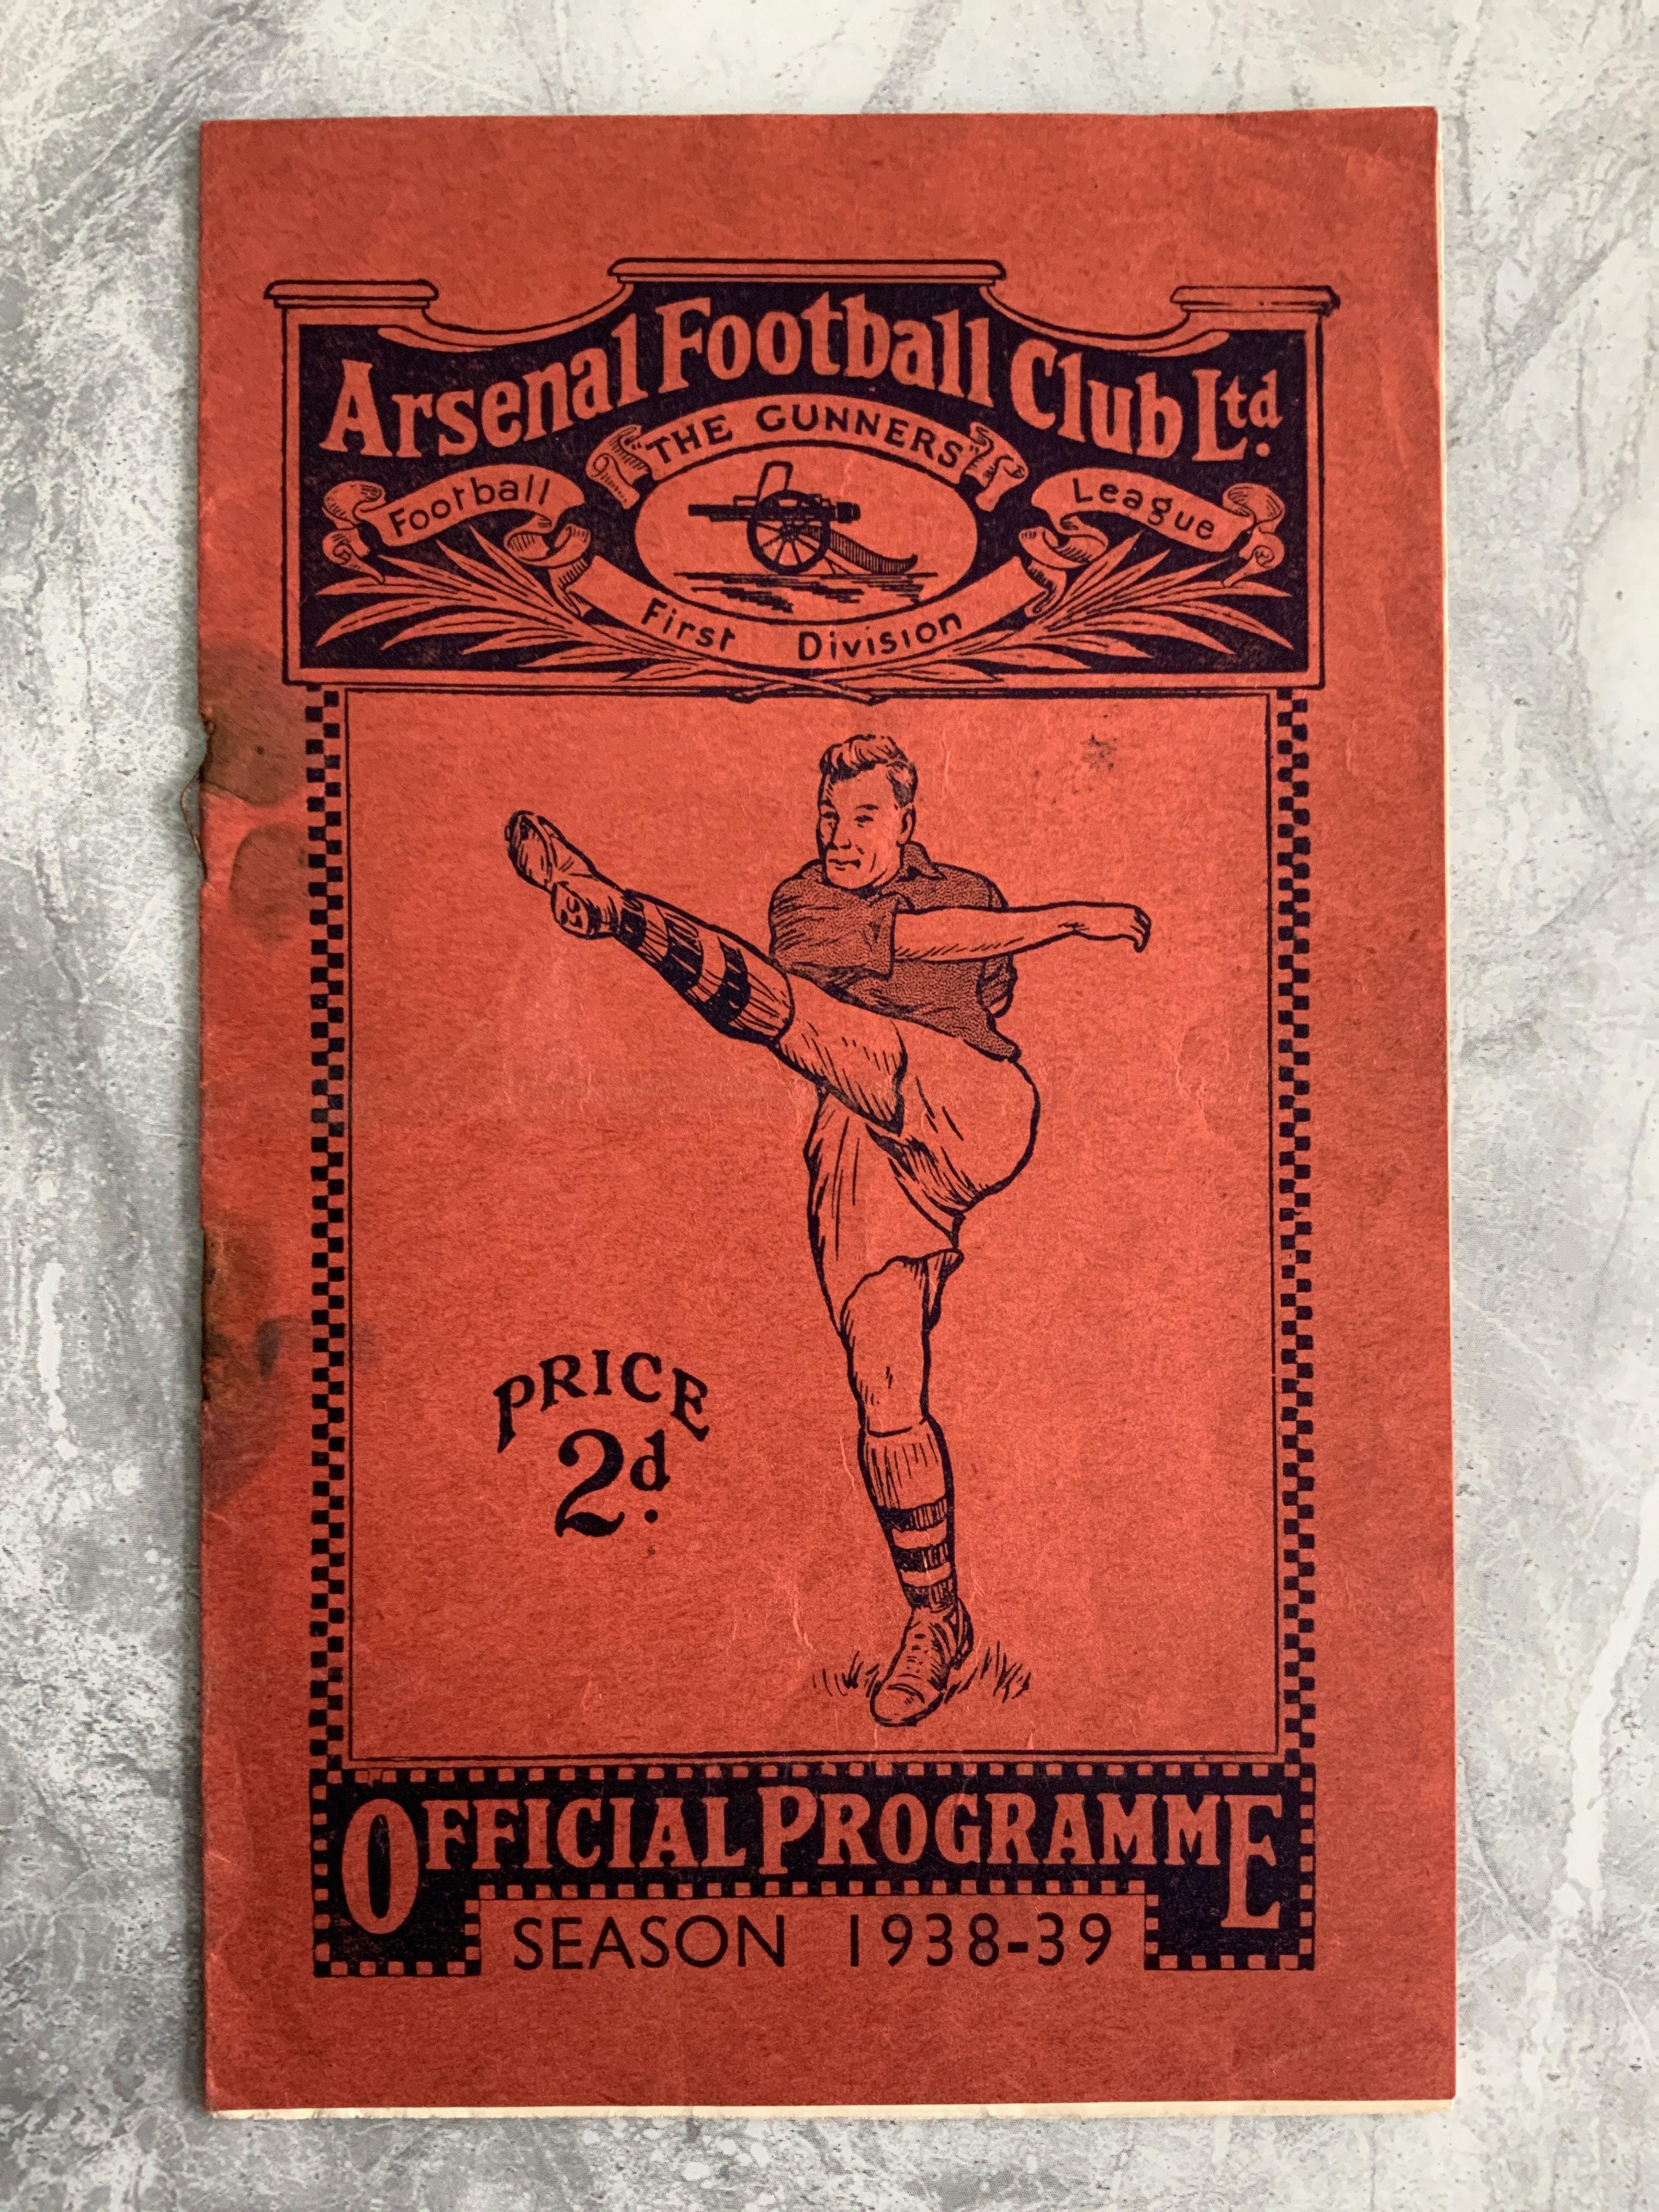 Arsenal Football Club Ltd.
"THE GUNNERS"
Football League
First Division
PRICE
2d.
OFFICIAL PROGRAMME
SEASON 1938-39